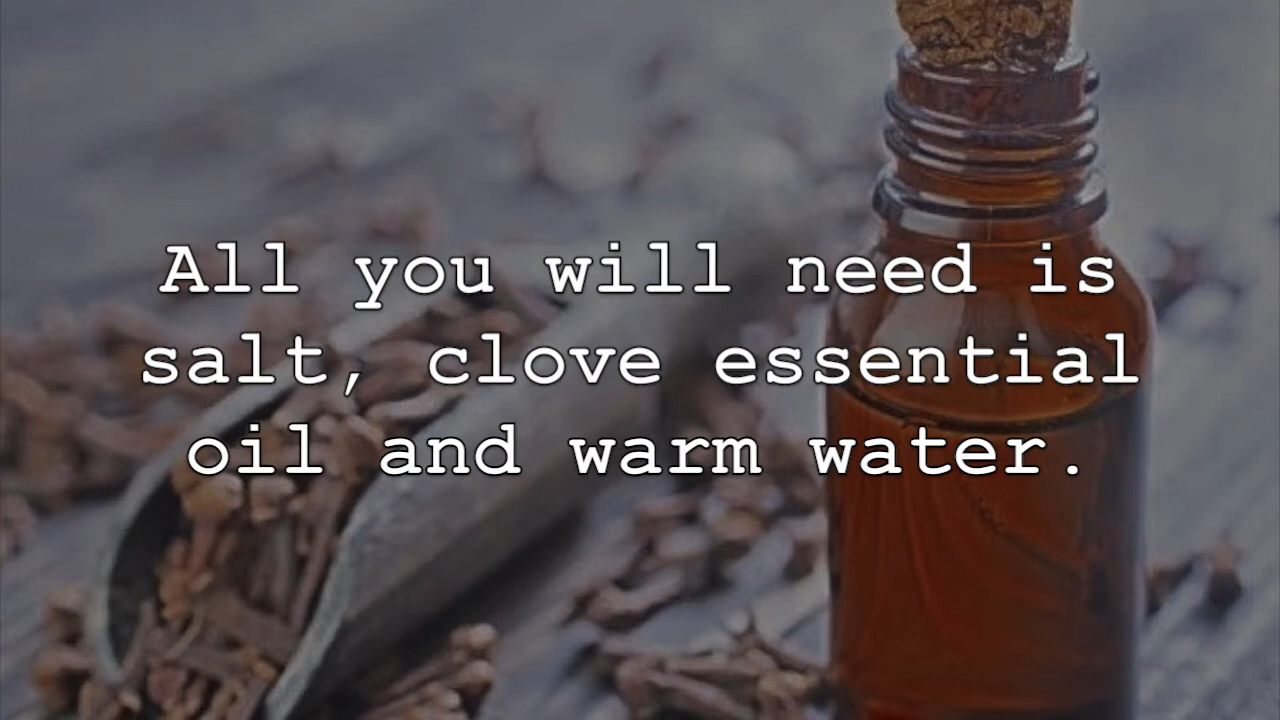 All you will need is
salt, clove essential
oil and warm water.